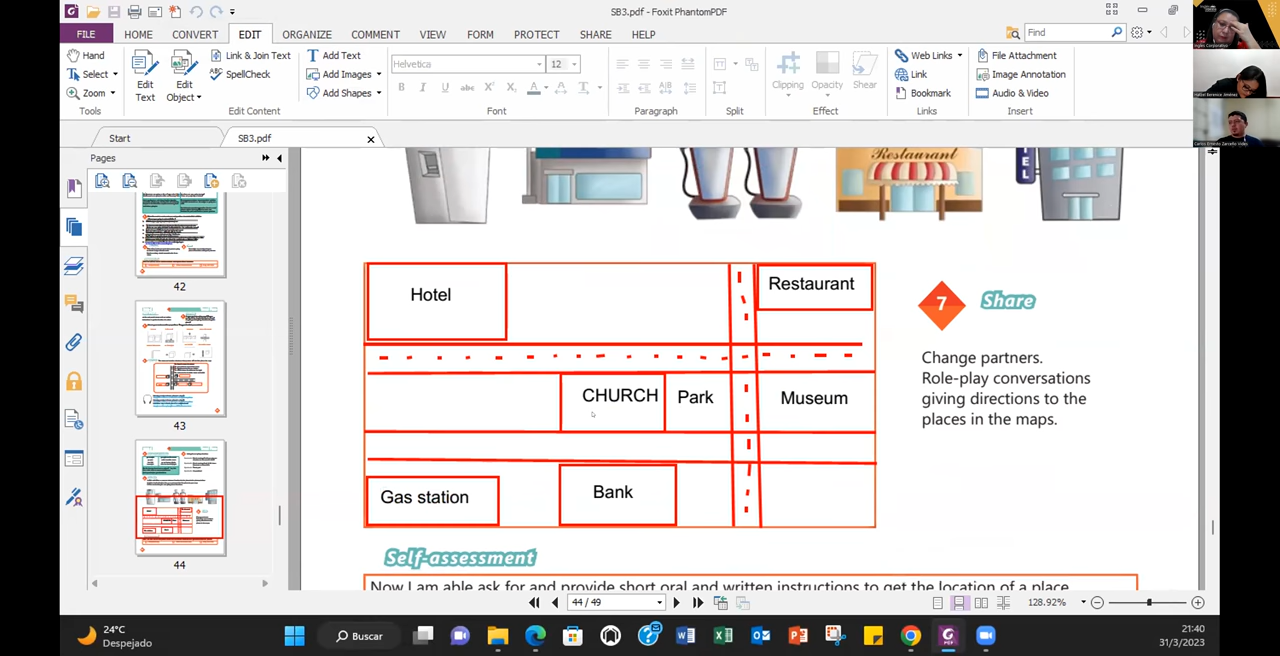 SB3.pdf - Foxit PhantomPDF
FILE HOME CONVERT EDIT ORGANIZE COMMENT VIEW FORM PROTECT SHARE HELP
Find
Hand
Select
Zoom
Tools
Edit Text
Edit Object
Link & Join Text
SpellCheck
Edit Content
Add Text
Add Images
Add Shapes
Helvetica 12
Font
Paragraph
Split
Clipping Opacity Shear
Effect
Web Links
Link
Bookmark
Links
File Attachment
Image Annotation
Audio & Video
Insert
Start SB3.pdf
Pages
42
43
44
Restaurant
TEL
Hotel
Restaurant
CHURCH Park Museum
Gas station
Bank
7 Share
Change partners.
Role-play conversations
giving directions to the
places in the maps.
Self-assessment
Now I am able ask for and provide short oral and written instructions to get the location of a place
44 / 49
128.92%
24°C
Despejado
Buscar
21:40
31/3/2023